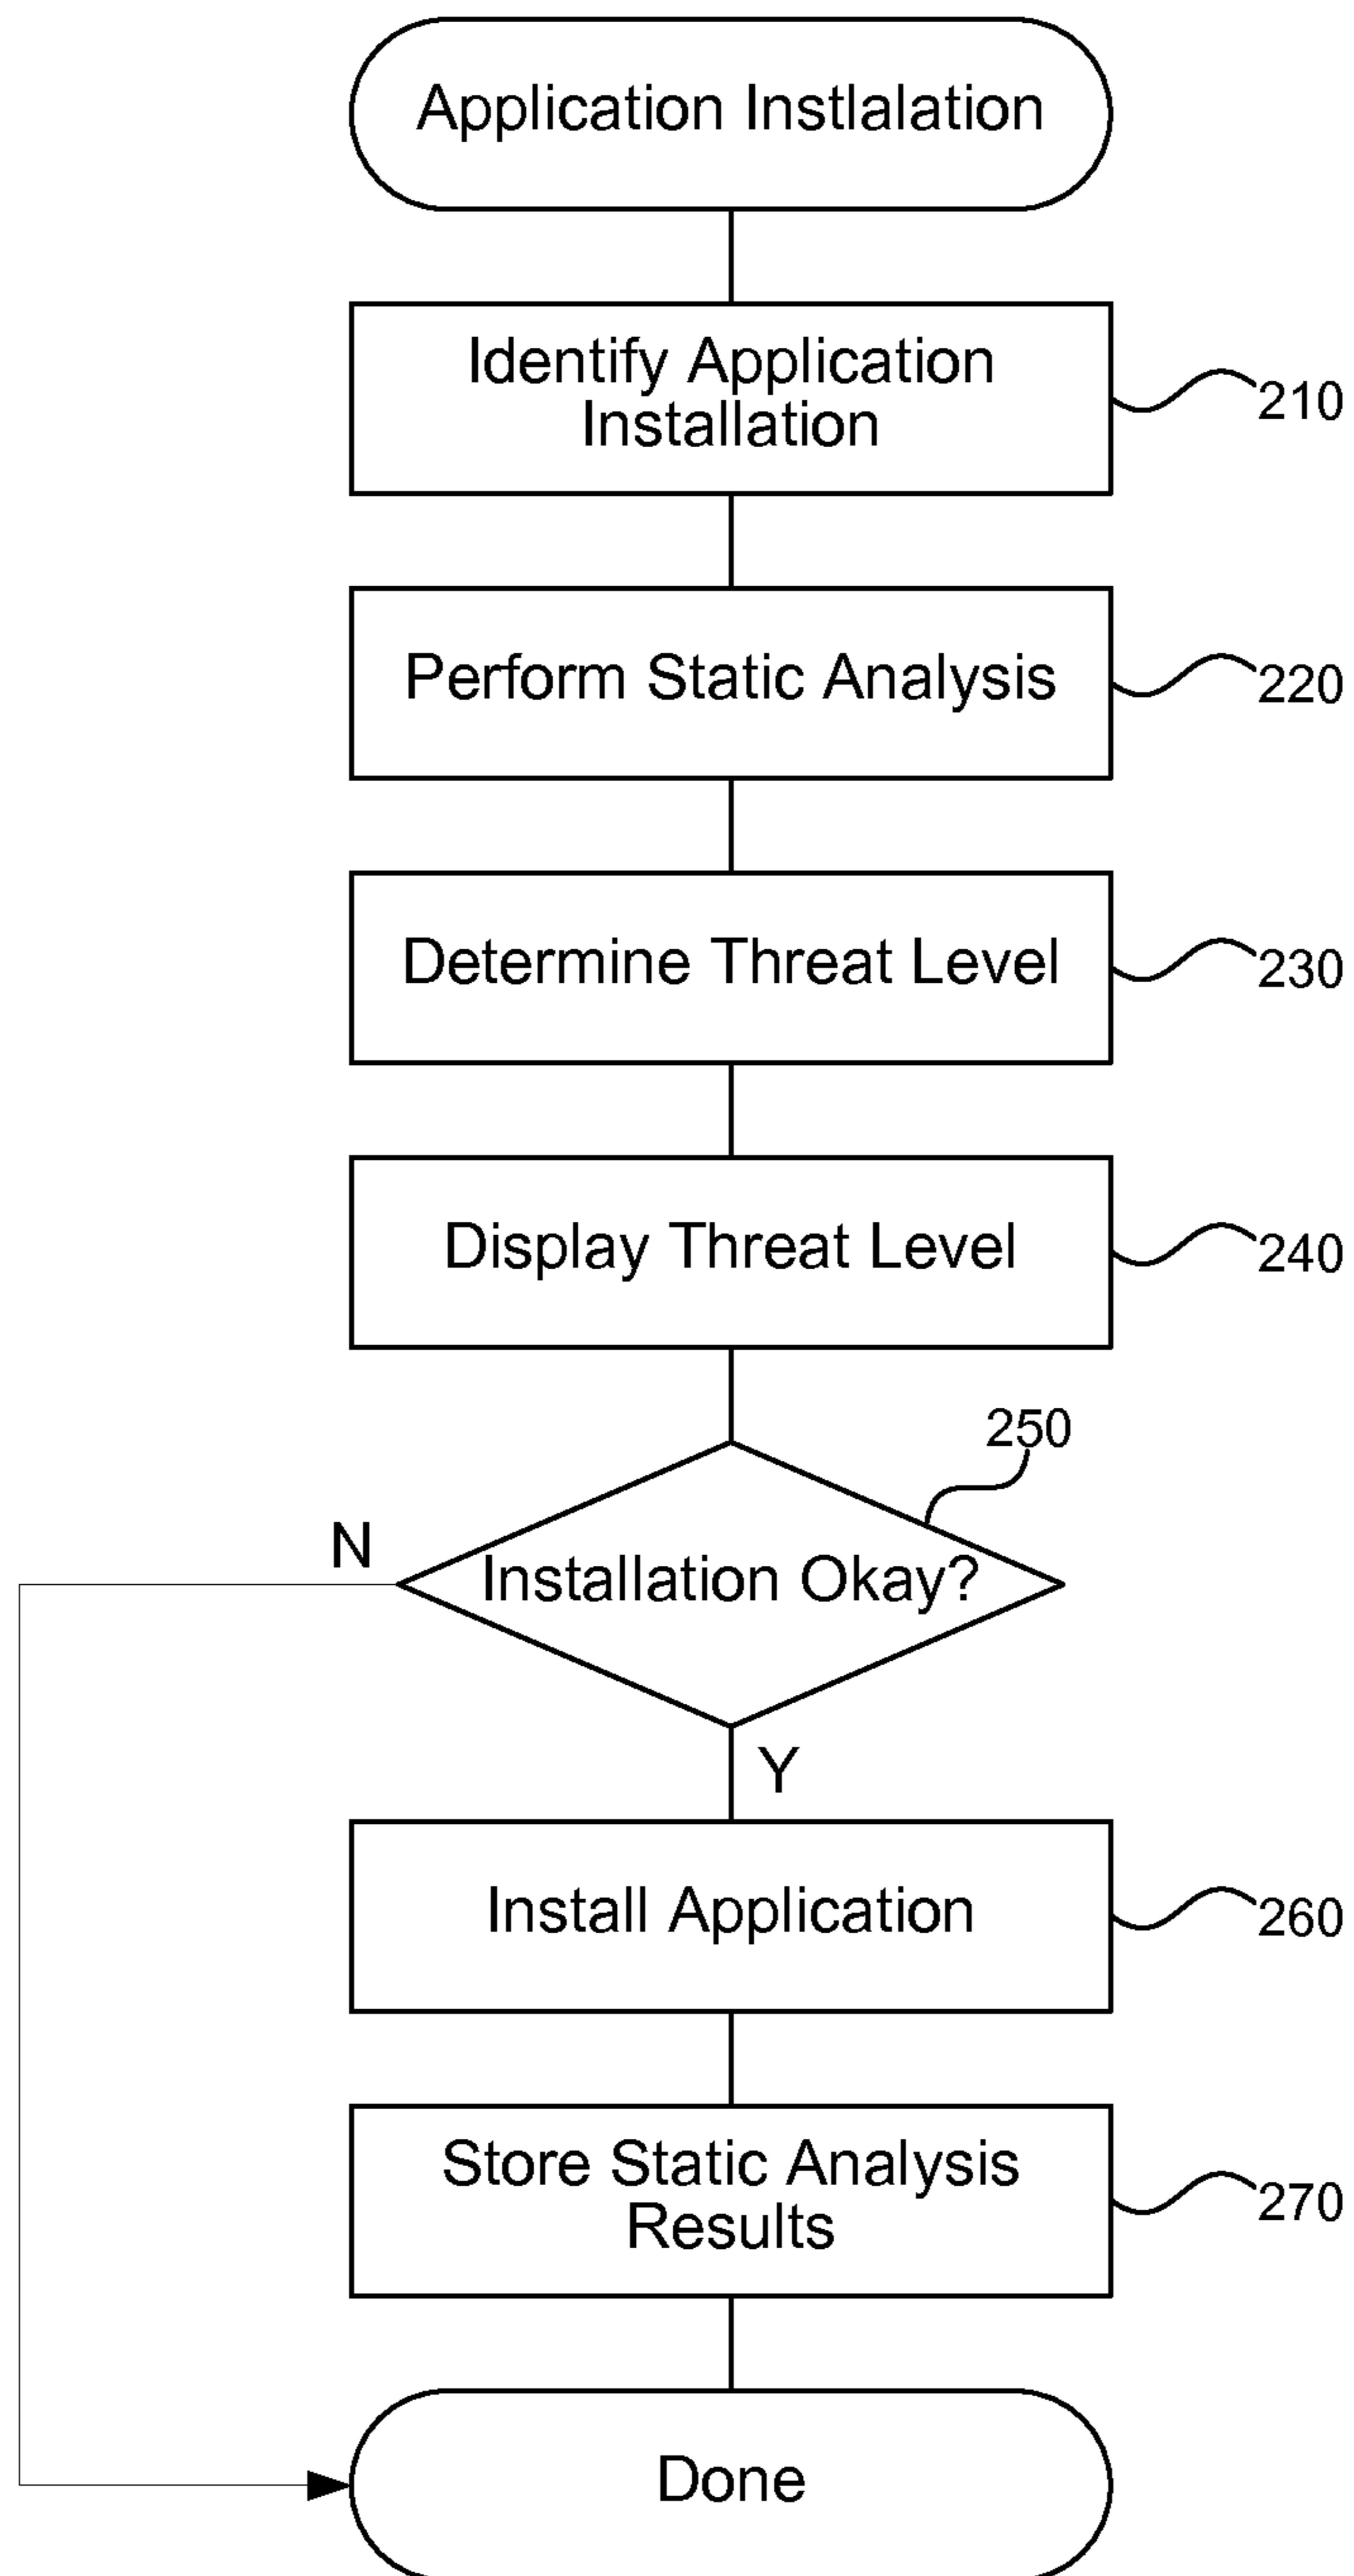 Application Instlalation
Identify Application
Installation
210
Perform Static Analysis
220
Determine Threat Level
230
Display Threat Level
240
250
N
Installation Okay?
Y
Install Application
260
Store Static Analysis
Results
270
Done